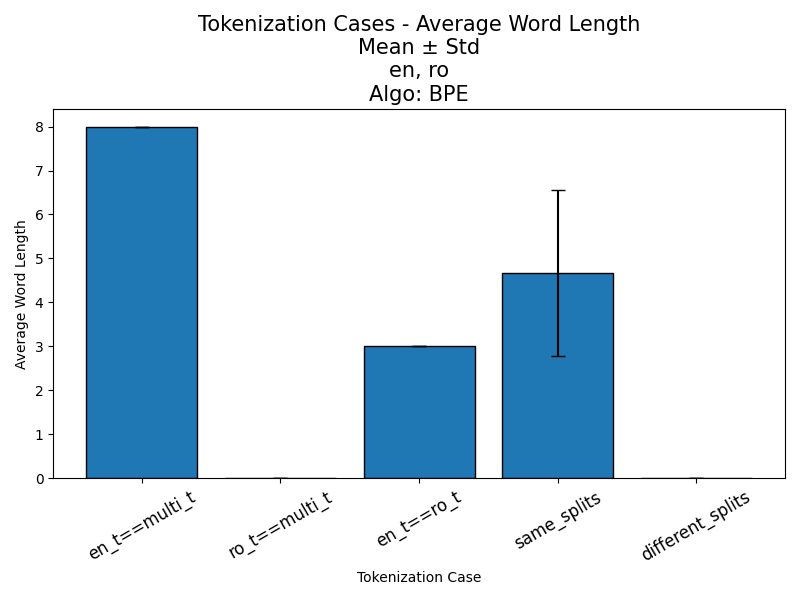 Tokenization Cases - Average Word Length
Mean ± Std
en, ro
Algo: BPE
Average Word Length
8
7
6
5
4
3
2
1
0
en_t==multi_t
ro_t==multi_t
en_t==ro_t
same_splits
different_splits
Tokenization Case